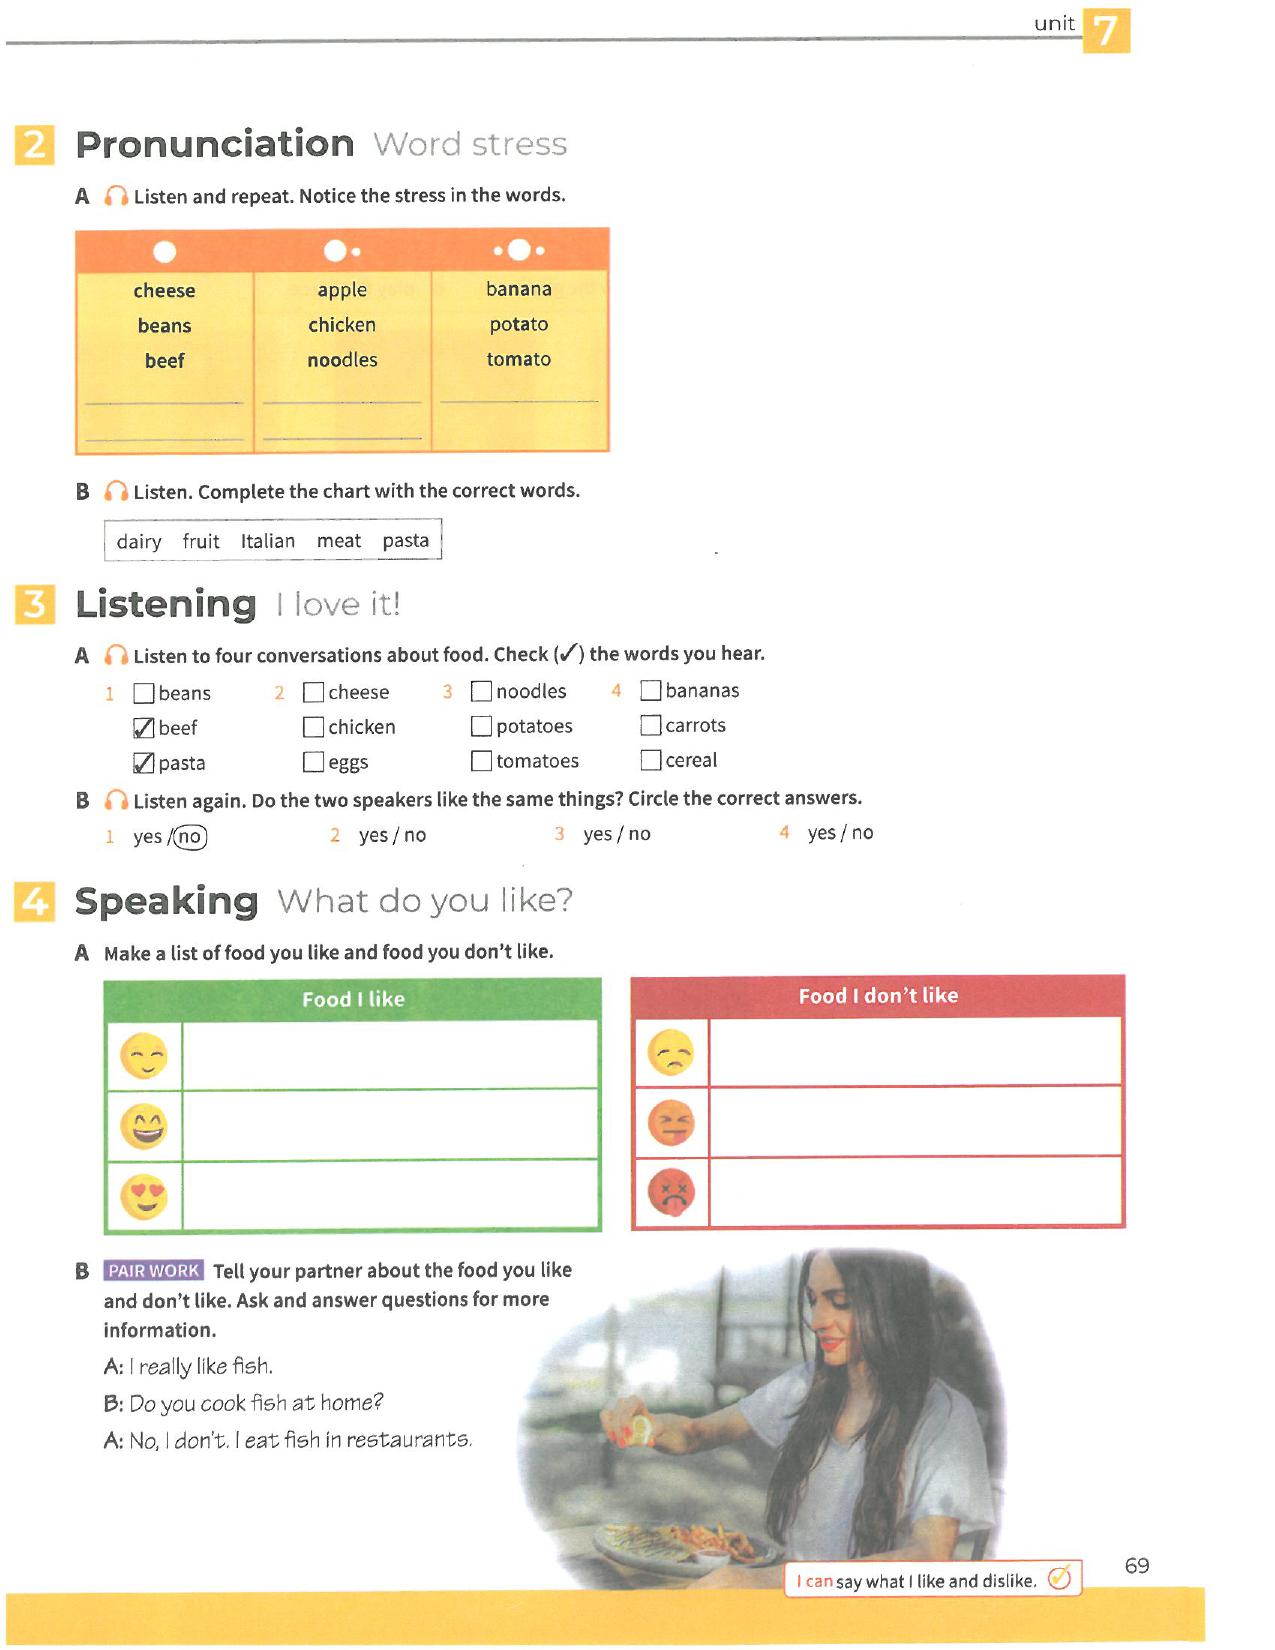 unit 7
2 Pronunciation Word stress
A Listen and repeat. Notice the stress in the words.
cheese apple banana
beans chicken potato
beef noodles tomato
B Listen. Complete the chart with the correct words.
dairy fruit Italian meat pasta
3 Listening I love it!
A Listen to four conversations about food. Check (✓) the words you hear.
1 beans 2 cheese 3 noodles 4 bananas
beef chicken potatoes carrots
pasta eggs tomatoes cereal
B Listen again. Do the two speakers like the same things? Circle the correct answers.
1 yes / no 2 yes / no 3 yes / no 4 yes / no
4 Speaking What do you like?
A Make a list of food you like and food you don't like.
Food I like Food I don't like
B PAIR WORK Tell your partner about the food you like
and don't like. Ask and answer questions for more
information.
A: I really like fish.
B: Do you cook fish at home?
A: No, I don't. I eat fish in restaurants.
I can say what I like and dislike.
69